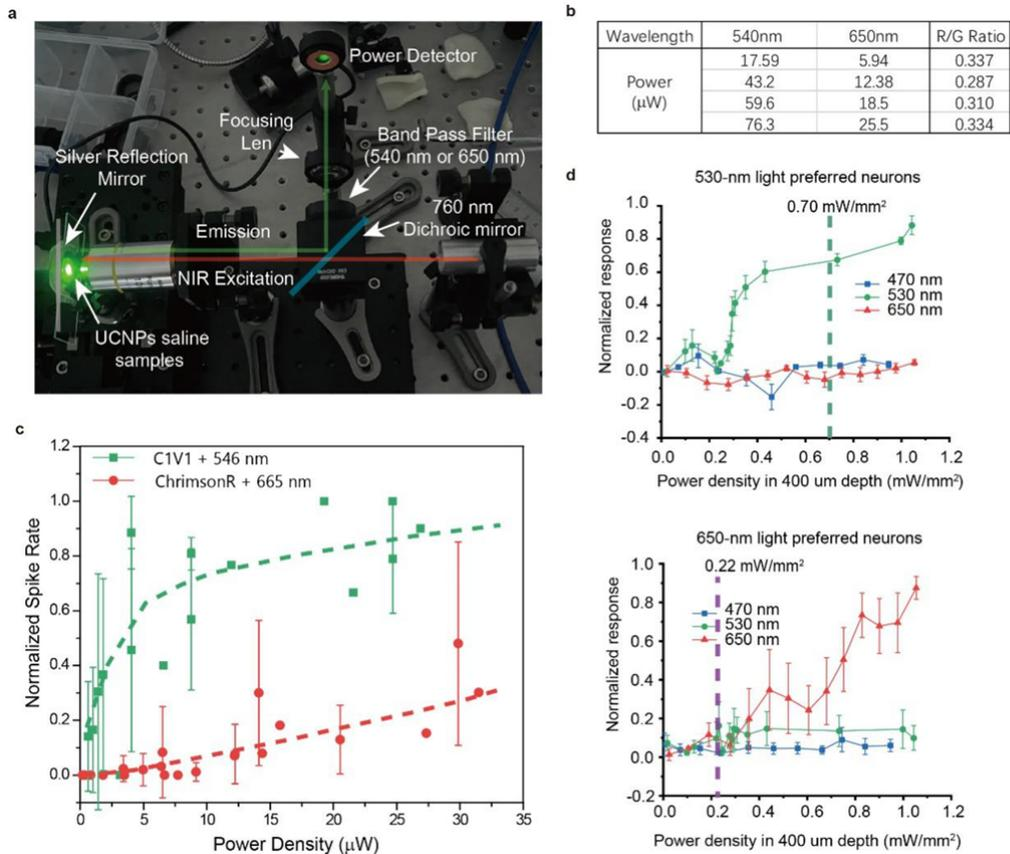 a
Power Detector
Focusing
Len
Band Pass Filter
(540 nm or 650 nm)
Silver Reflection
Mirror
760 nm
Dichroic mirror
Emission
NIR Excitation
UCNPs saline
samples
b
Wavelength 540nm 650nm R/G Ratio
Power
(μW)
17.59 5.94 0.337
43.2 12.38 0.287
59.6 18.5 0.310
76.3 25.5 0.334
c
C1V1 + 546 nm
ChrimsonR + 665 nm
Normalized Spike Rate
1.2
1.0
0.8
0.6
0.4
0.2
0.0
0 5 10 15 20 25 30 35
Power Density (μW)
d
530-nm light preferred neurons
0.70 mW/mm²
470 nm
530 nm
650 nm
Normalized response
1.0
0.8
0.6
0.4
0.2
0.0
-0.2
-0.4
0.0 0.2 0.4 0.6 0.8 1.0 1.2
Power density in 400 um depth (mW/mm²)
650-nm light preferred neurons
0.22 mW/mm²
470 nm
530 nm
650 nm
Normalized response
1.0
0.8
0.6
0.4
0.2
0.0
-0.2
0.0 0.2 0.4 0.6 0.8 1.0 1.2
Power density in 400 um depth (mW/mm²)